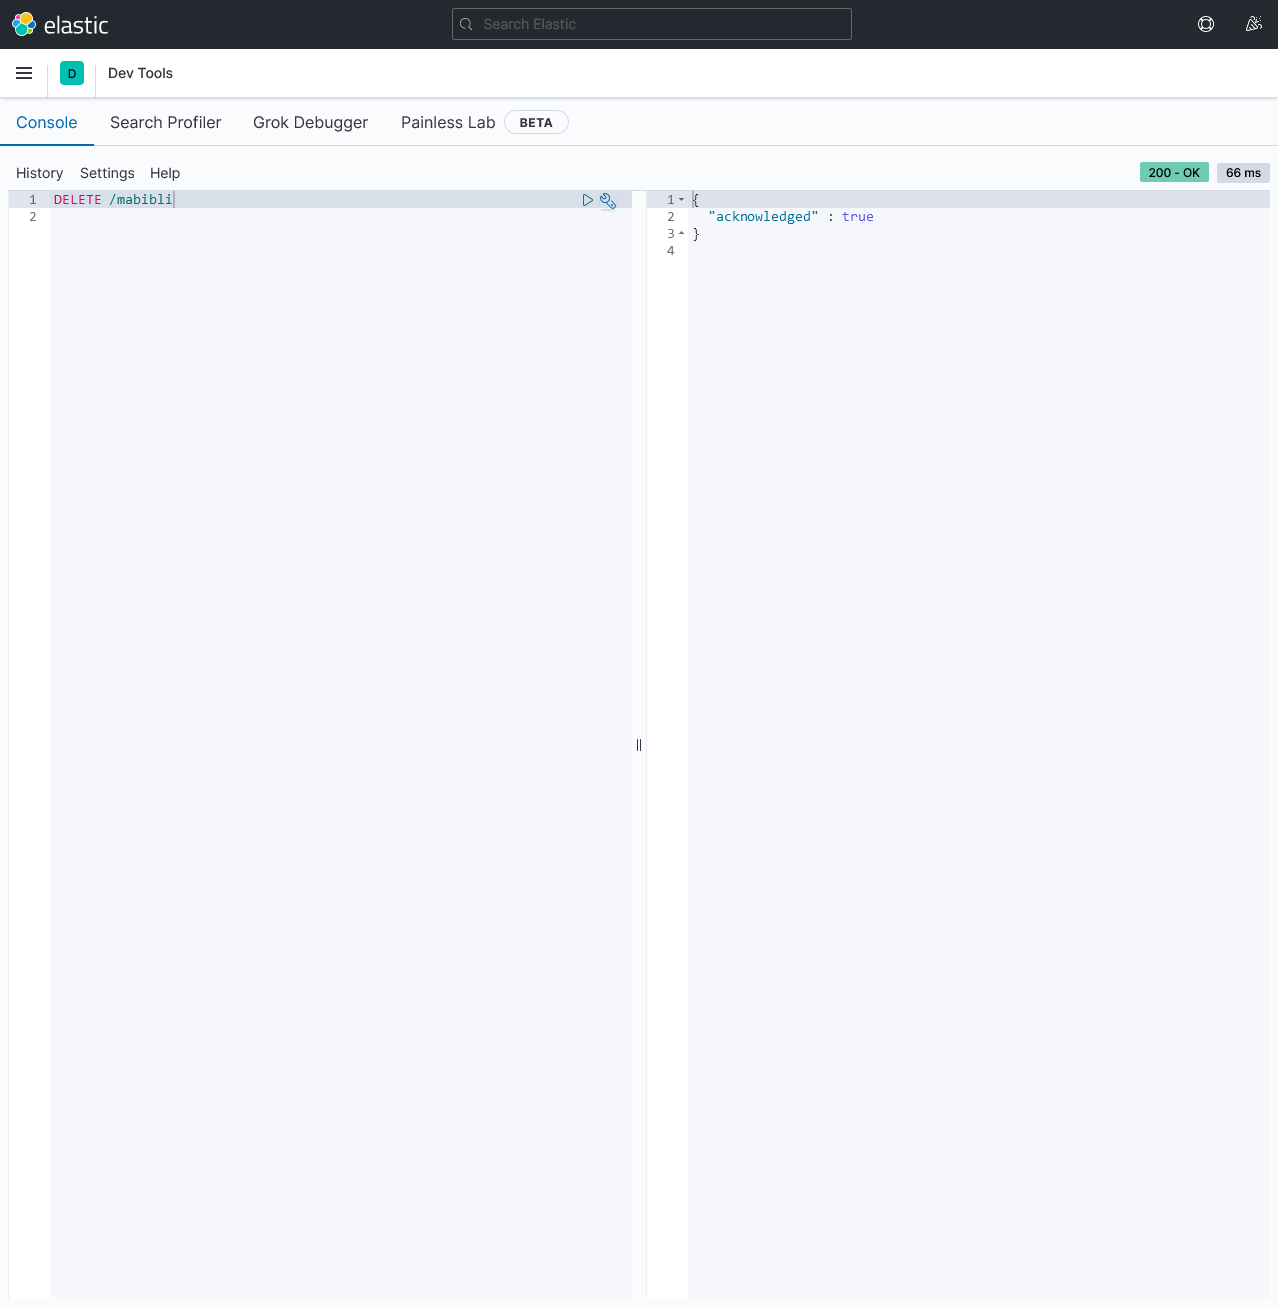 elastic
Search Elastic
D
Dev Tools
Console
Search Profiler
Grok Debugger
Painless Lab
BETA
History
Settings
Help
200 - OK
66 ms
1 DELETE /mabibli
2
1 {
2 "acknowledged" : true
3 }
4